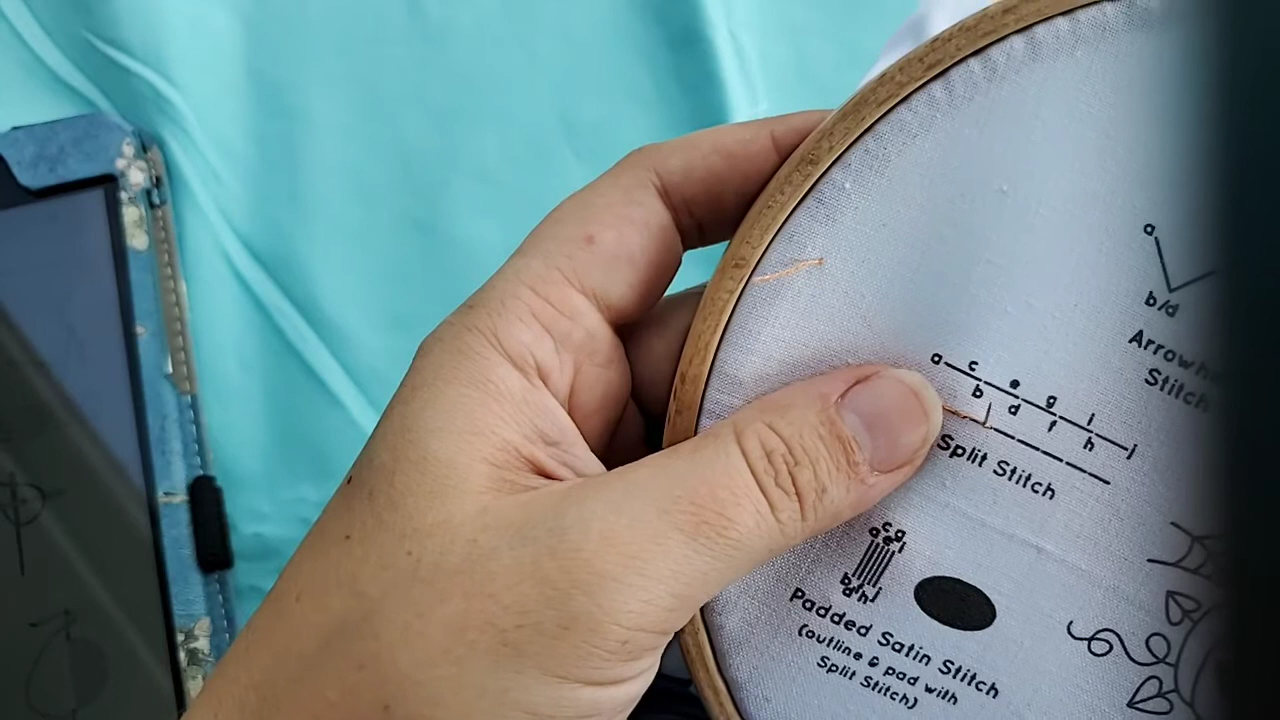 a
b/d
Arrowh
Stitch
a c e g i
b d f h j
Split Stitch
Padded Satin Stitch
(outline & pad with
Split Stitch)